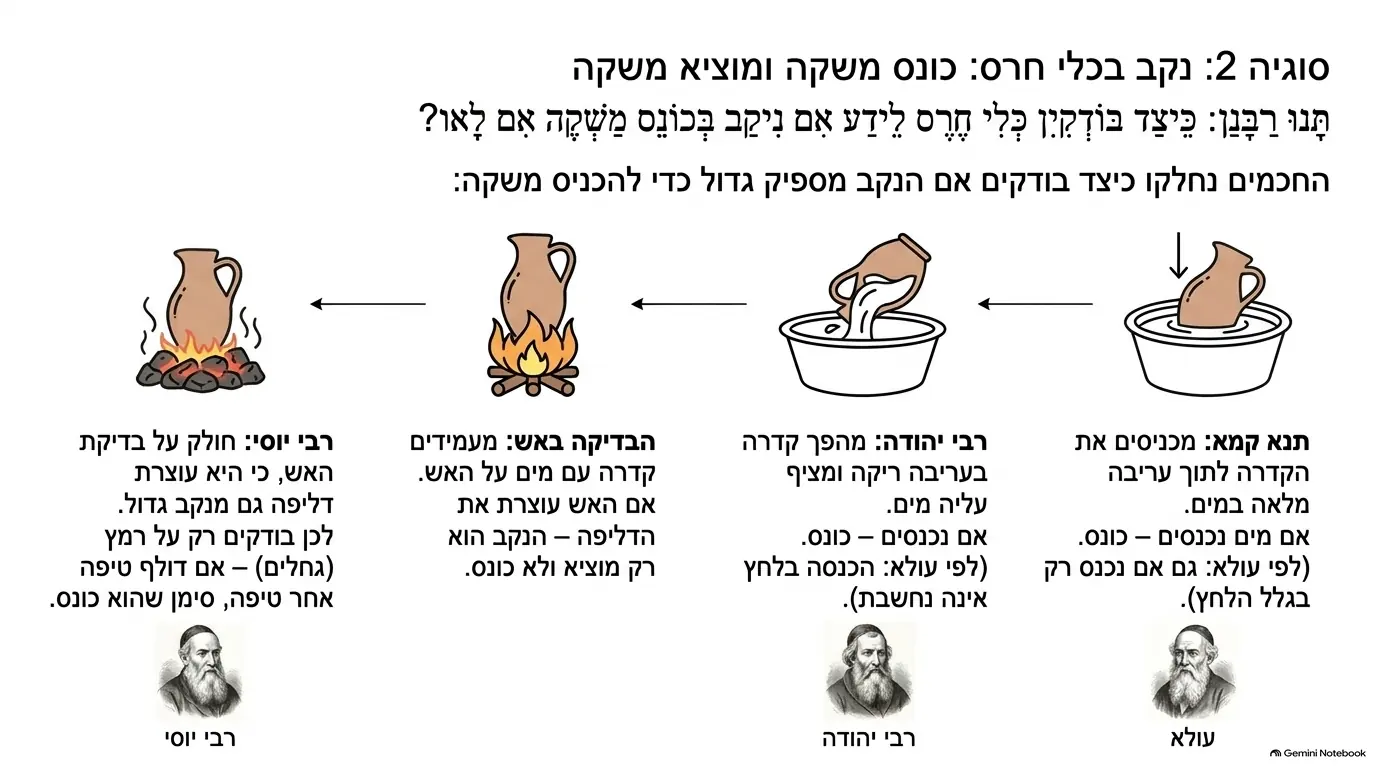 סוגיה 2: נקב בכלי חרס: כונס משקה ומוציא משקה
תָּנוּ רַבָּנַן: כֵּיצַד בּוֹדְקִיִן כְּלִי חֶרֶס לֵידַע אִם נִיקַב בְּכוֹנֵס מַשְׁקֶה אִם לָאו?
החכמים נחלקו כיצד בודקים אם הנקב מספיק גדול כדי להכניס משקה:
תנא קמא: מכניסים את
הקדרה לתוך עריבה
מלאה במים.
אם מים נכנסים – כונס.
(לפי עולא: גם אם נכנס רק
בגלל הלחץ).
עולא
רבי יהודה: מהפך קדרה
בעריבה ריקה ומציף
עליה מים.
אם נכנסים – כונס.
(לפי עולא: הכנסה בלחץ
אינה נחשבת).
רבי יהודה
הבדיקה באש: מעמידים
קדרה עם מים על האש.
אם האש עוצרת את
הדליפה – הנקב הוא
רק מוציא ולא כונס.
רבי יוסי: חולק על בדיקת
האש, כי היא עוצרת
דליפה גם מנקב גדול.
לכן בודקים רק על רמץ
(גחלים) – אם דולף טיפה
אחר טיפה, סימן שהוא כונס.
רבי יוסי
Gemini Notebook